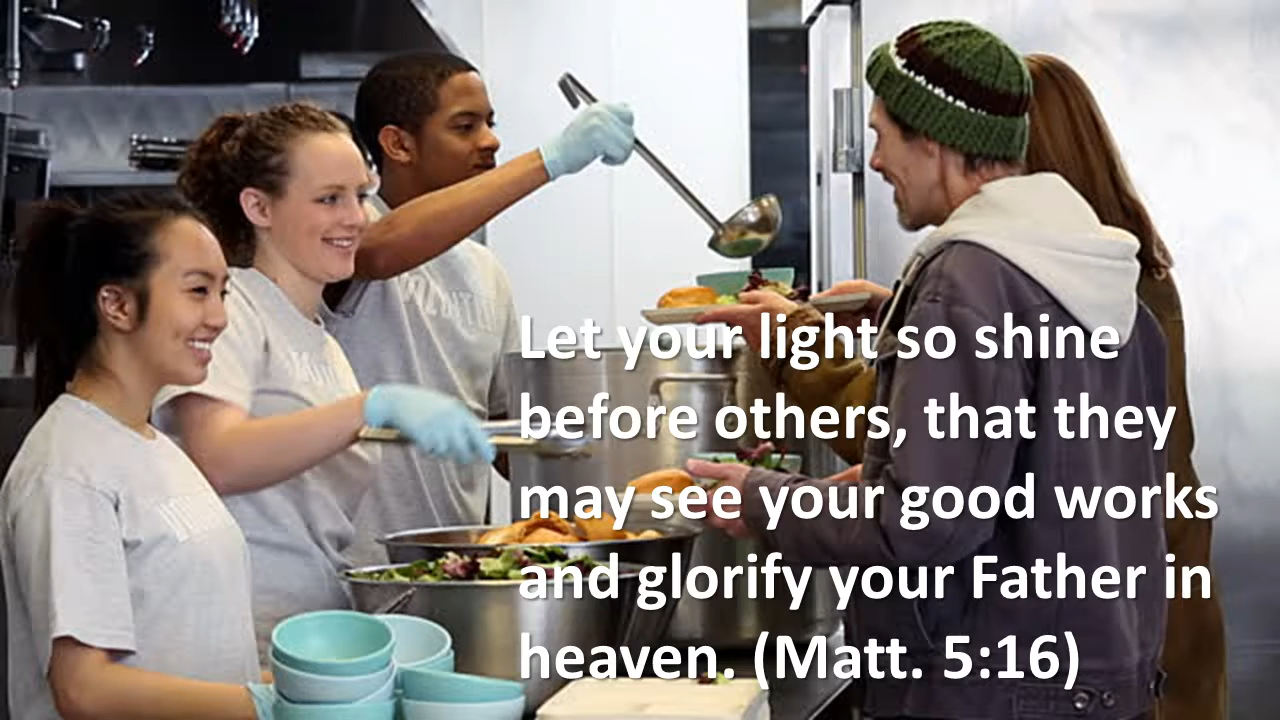 Let your light so shine
before others, that they
may see your good works
and glorify your Father in
heaven. (Matt. 5:16)